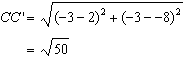 CC' = √((−3−2)² + (−3−−8)²)
= √50